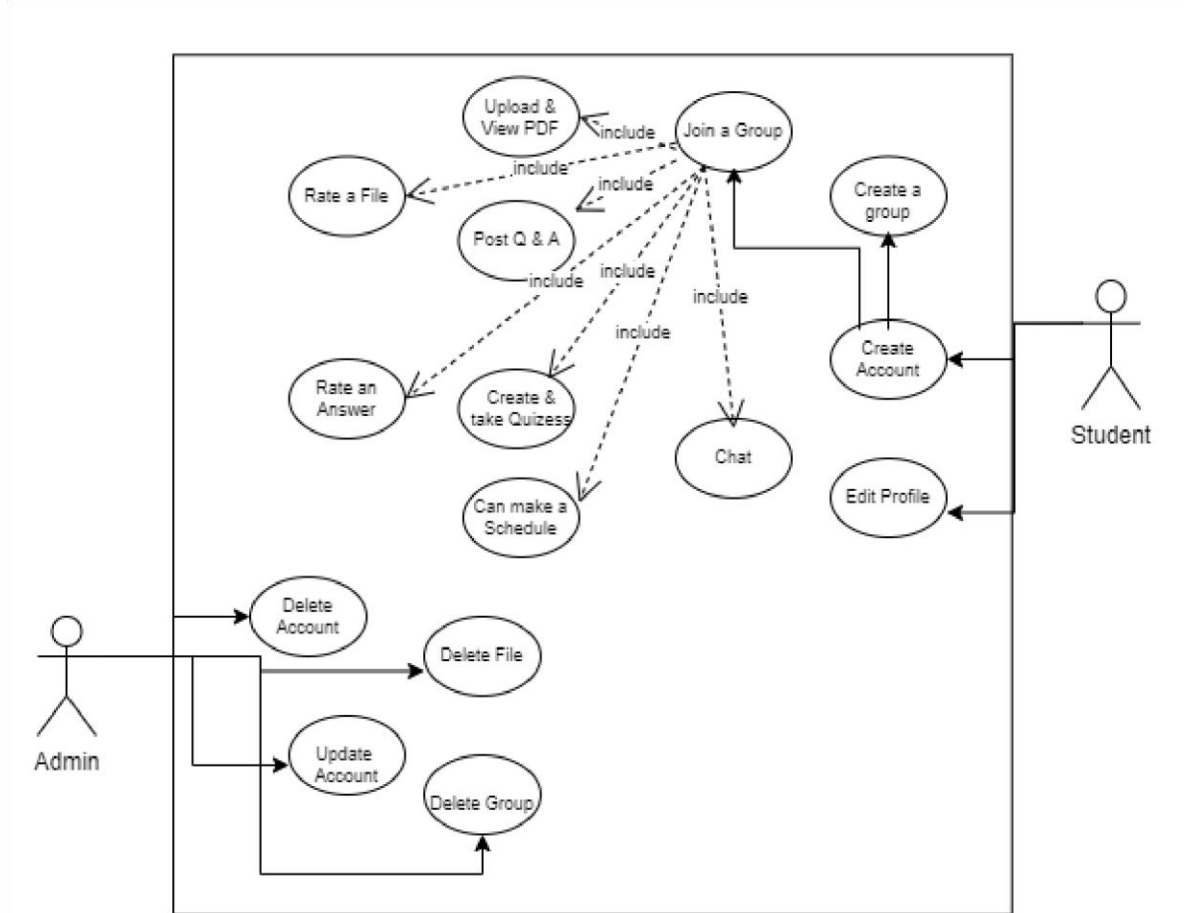 Upload &
View PDF
include
Join a Group
include
Rate a File
include
Create a
group
Post Q & A
include
include
include
include
Create
Account
Rate an
Answer
Create &
take Quizess
Student
Chat
Edit Profile
Can make a
Schedule
Delete
Account
Delete File
Admin
Update
Account
Delete Group